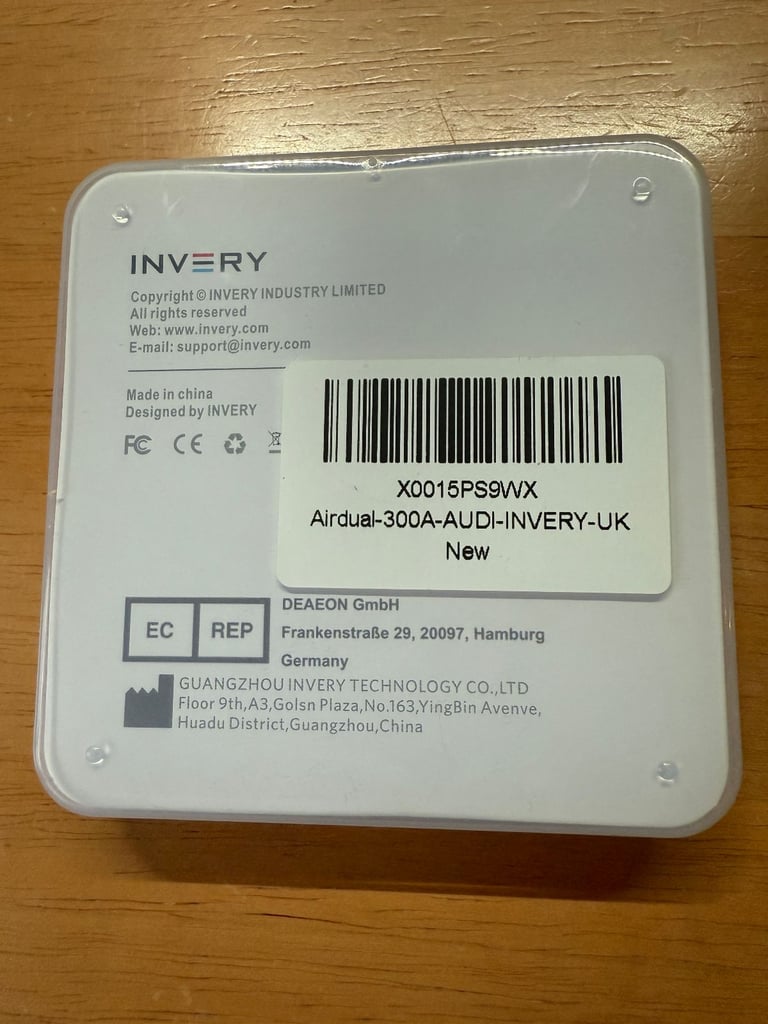 INVERY
Copyright © INVERY INDUSTRY LIMITED
All rights reserved
Web: www.invery.com
E-mail: support@invery.com
Made in china
Designed by INVERY
FC CE
X0015PS9WX
Airdual-300A-AUDI-INVERY-UK
New
EC REP
DEAEON GmbH
Frankenstraße 29, 20097, Hamburg
Germany
GUANGZHOU INVERY TECHNOLOGY CO.,LTD
Floor 9th,A3,Golsn Plaza,No.163,YingBin Avenve,
Huadu District,Guangzhou,China